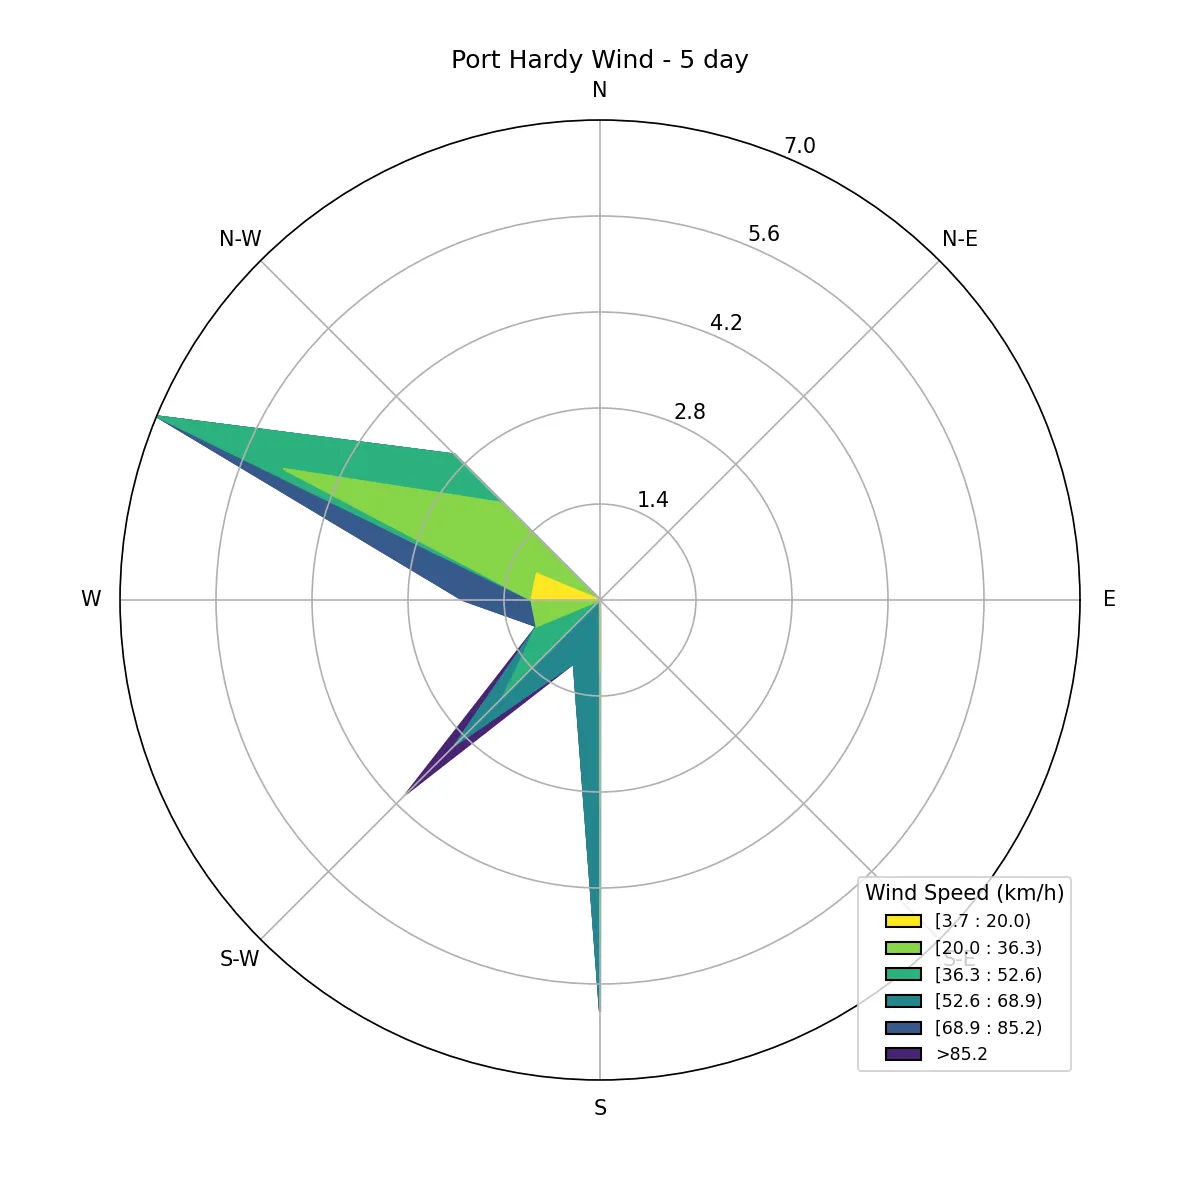 Port Hardy Wind - 5 day
N
7.0
N-W
N-E
5.6
4.2
2.8
1.4
W
E
S-W
S-E
S
Wind Speed (km/h)
[3.7 : 20.0)
[20.0 : 36.3)
[36.3 : 52.6)
[52.6 : 68.9)
[68.9 : 85.2)
>85.2